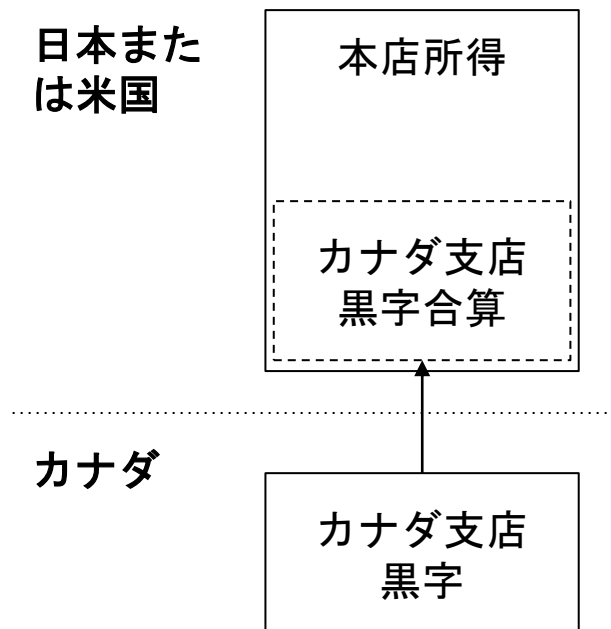 日本また
は米国
本店所得
カナダ支店
黒字合算
カナダ
カナダ支店
黒字